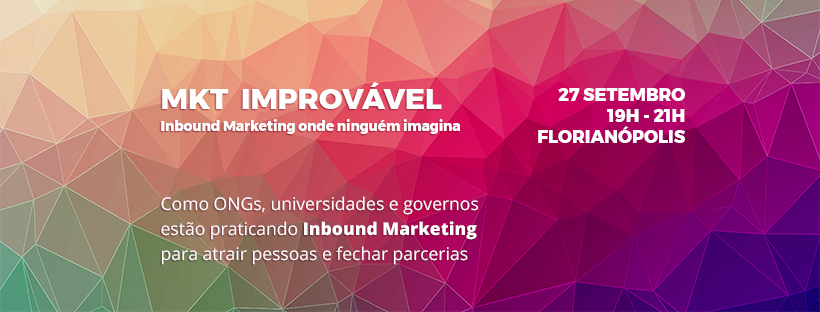 MKT IMPROVÁVEL
Inbound Marketing onde ninguém imagina
27 SETEMBRO
19H - 21H
FLORIANÓPOLIS
Como ONGs, universidades e governos
estão praticando Inbound Marketing
para atrair pessoas e fechar parcerias